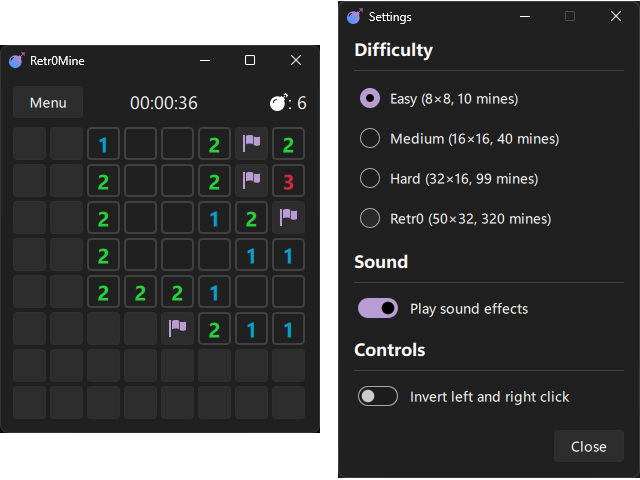 Retr0Mine
Menu
00:00:36
: 6
1 2 2
2 2 3
2 1 2
2 1 1
2 2 2 1
2 1 1
Settings
Difficulty
Easy (8×8, 10 mines)
Medium (16×16, 40 mines)
Hard (32×16, 99 mines)
Retr0 (50×32, 320 mines)
Sound
Play sound effects
Controls
Invert left and right click
Close